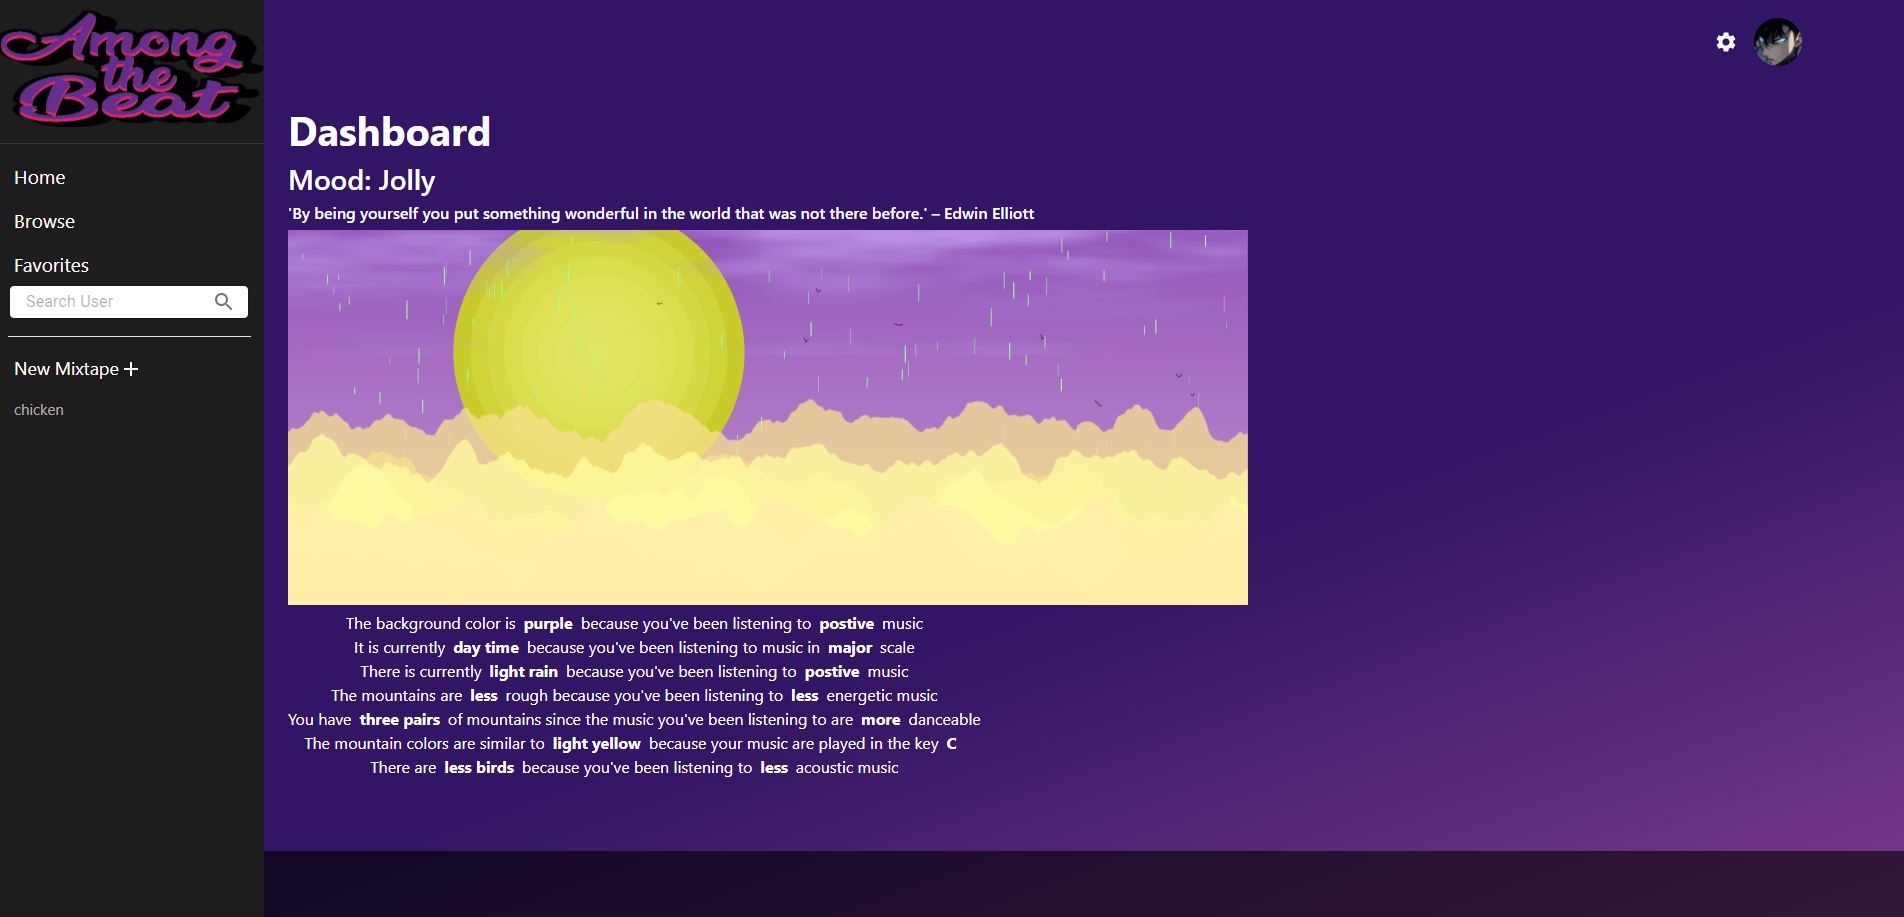 Among
the
Beat
Home
Browse
Favorites
Search User
New Mixtape +
chicken
Dashboard
Mood: Jolly
'By being yourself you put something wonderful in the world that was not there before.' – Edwin Elliott
The background color is purple because you've been listening to postive music
It is currently day time because you've been listening to music in major scale
There is currently light rain because you've been listening to postive music
The mountains are less rough because you've been listening to less energetic music
You have three pairs of mountains since the music you've been listening to are more danceable
The mountain colors are similar to light yellow because your music are played in the key C
There are less birds because you've been listening to less acoustic music